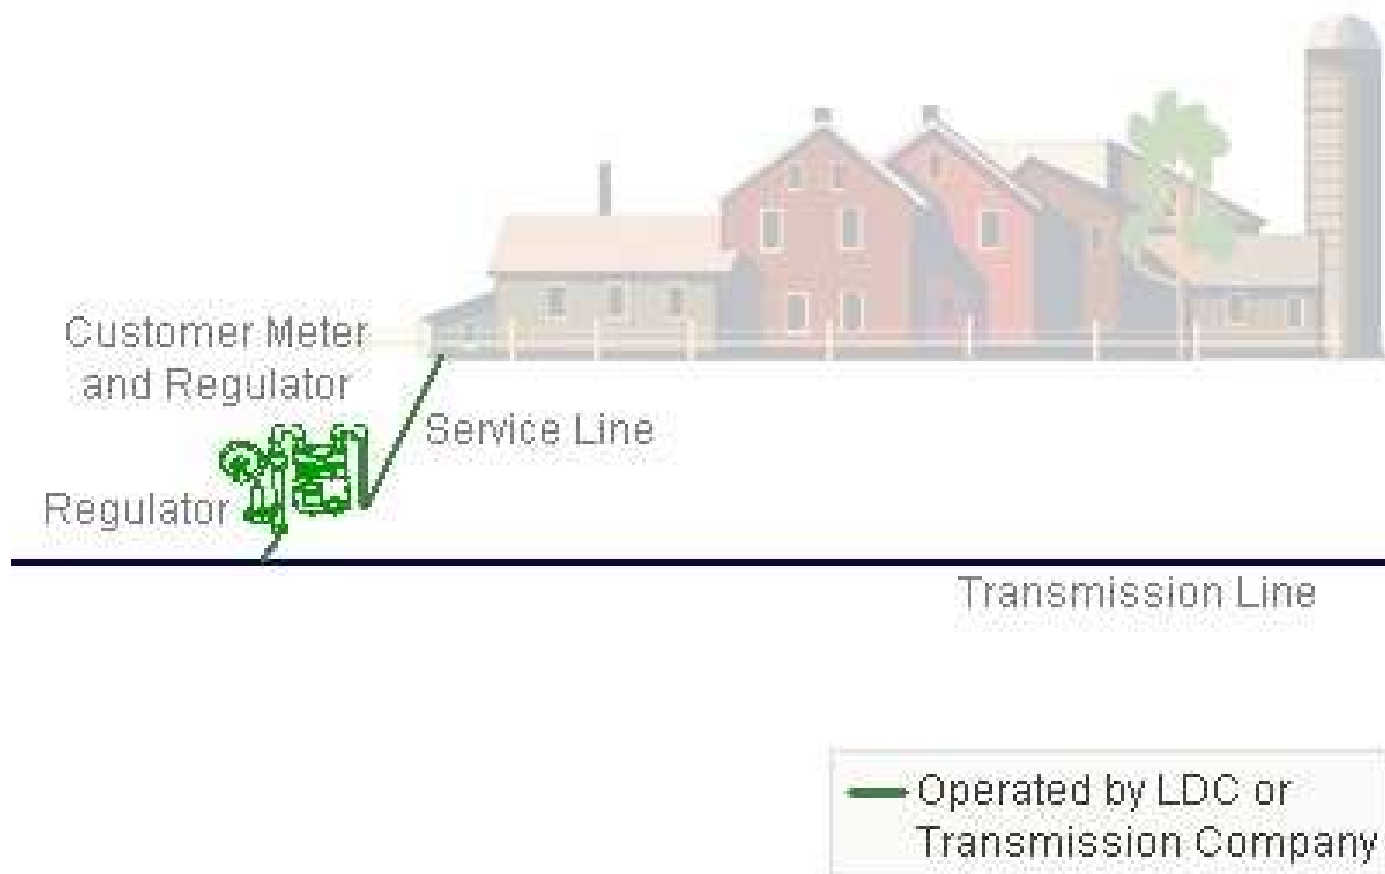 Customer Meter
and Regulator
Service Line
Regulator
Transmission Line
Operated by LDC or
Transmission Company